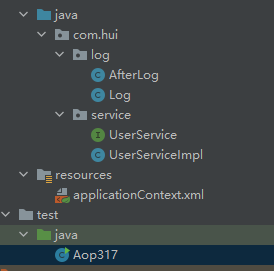 java
com.hui
log
AfterLog
Log
service
UserService
UserServiceImpl
resources
applicationContext.xml
test
java
Aop317